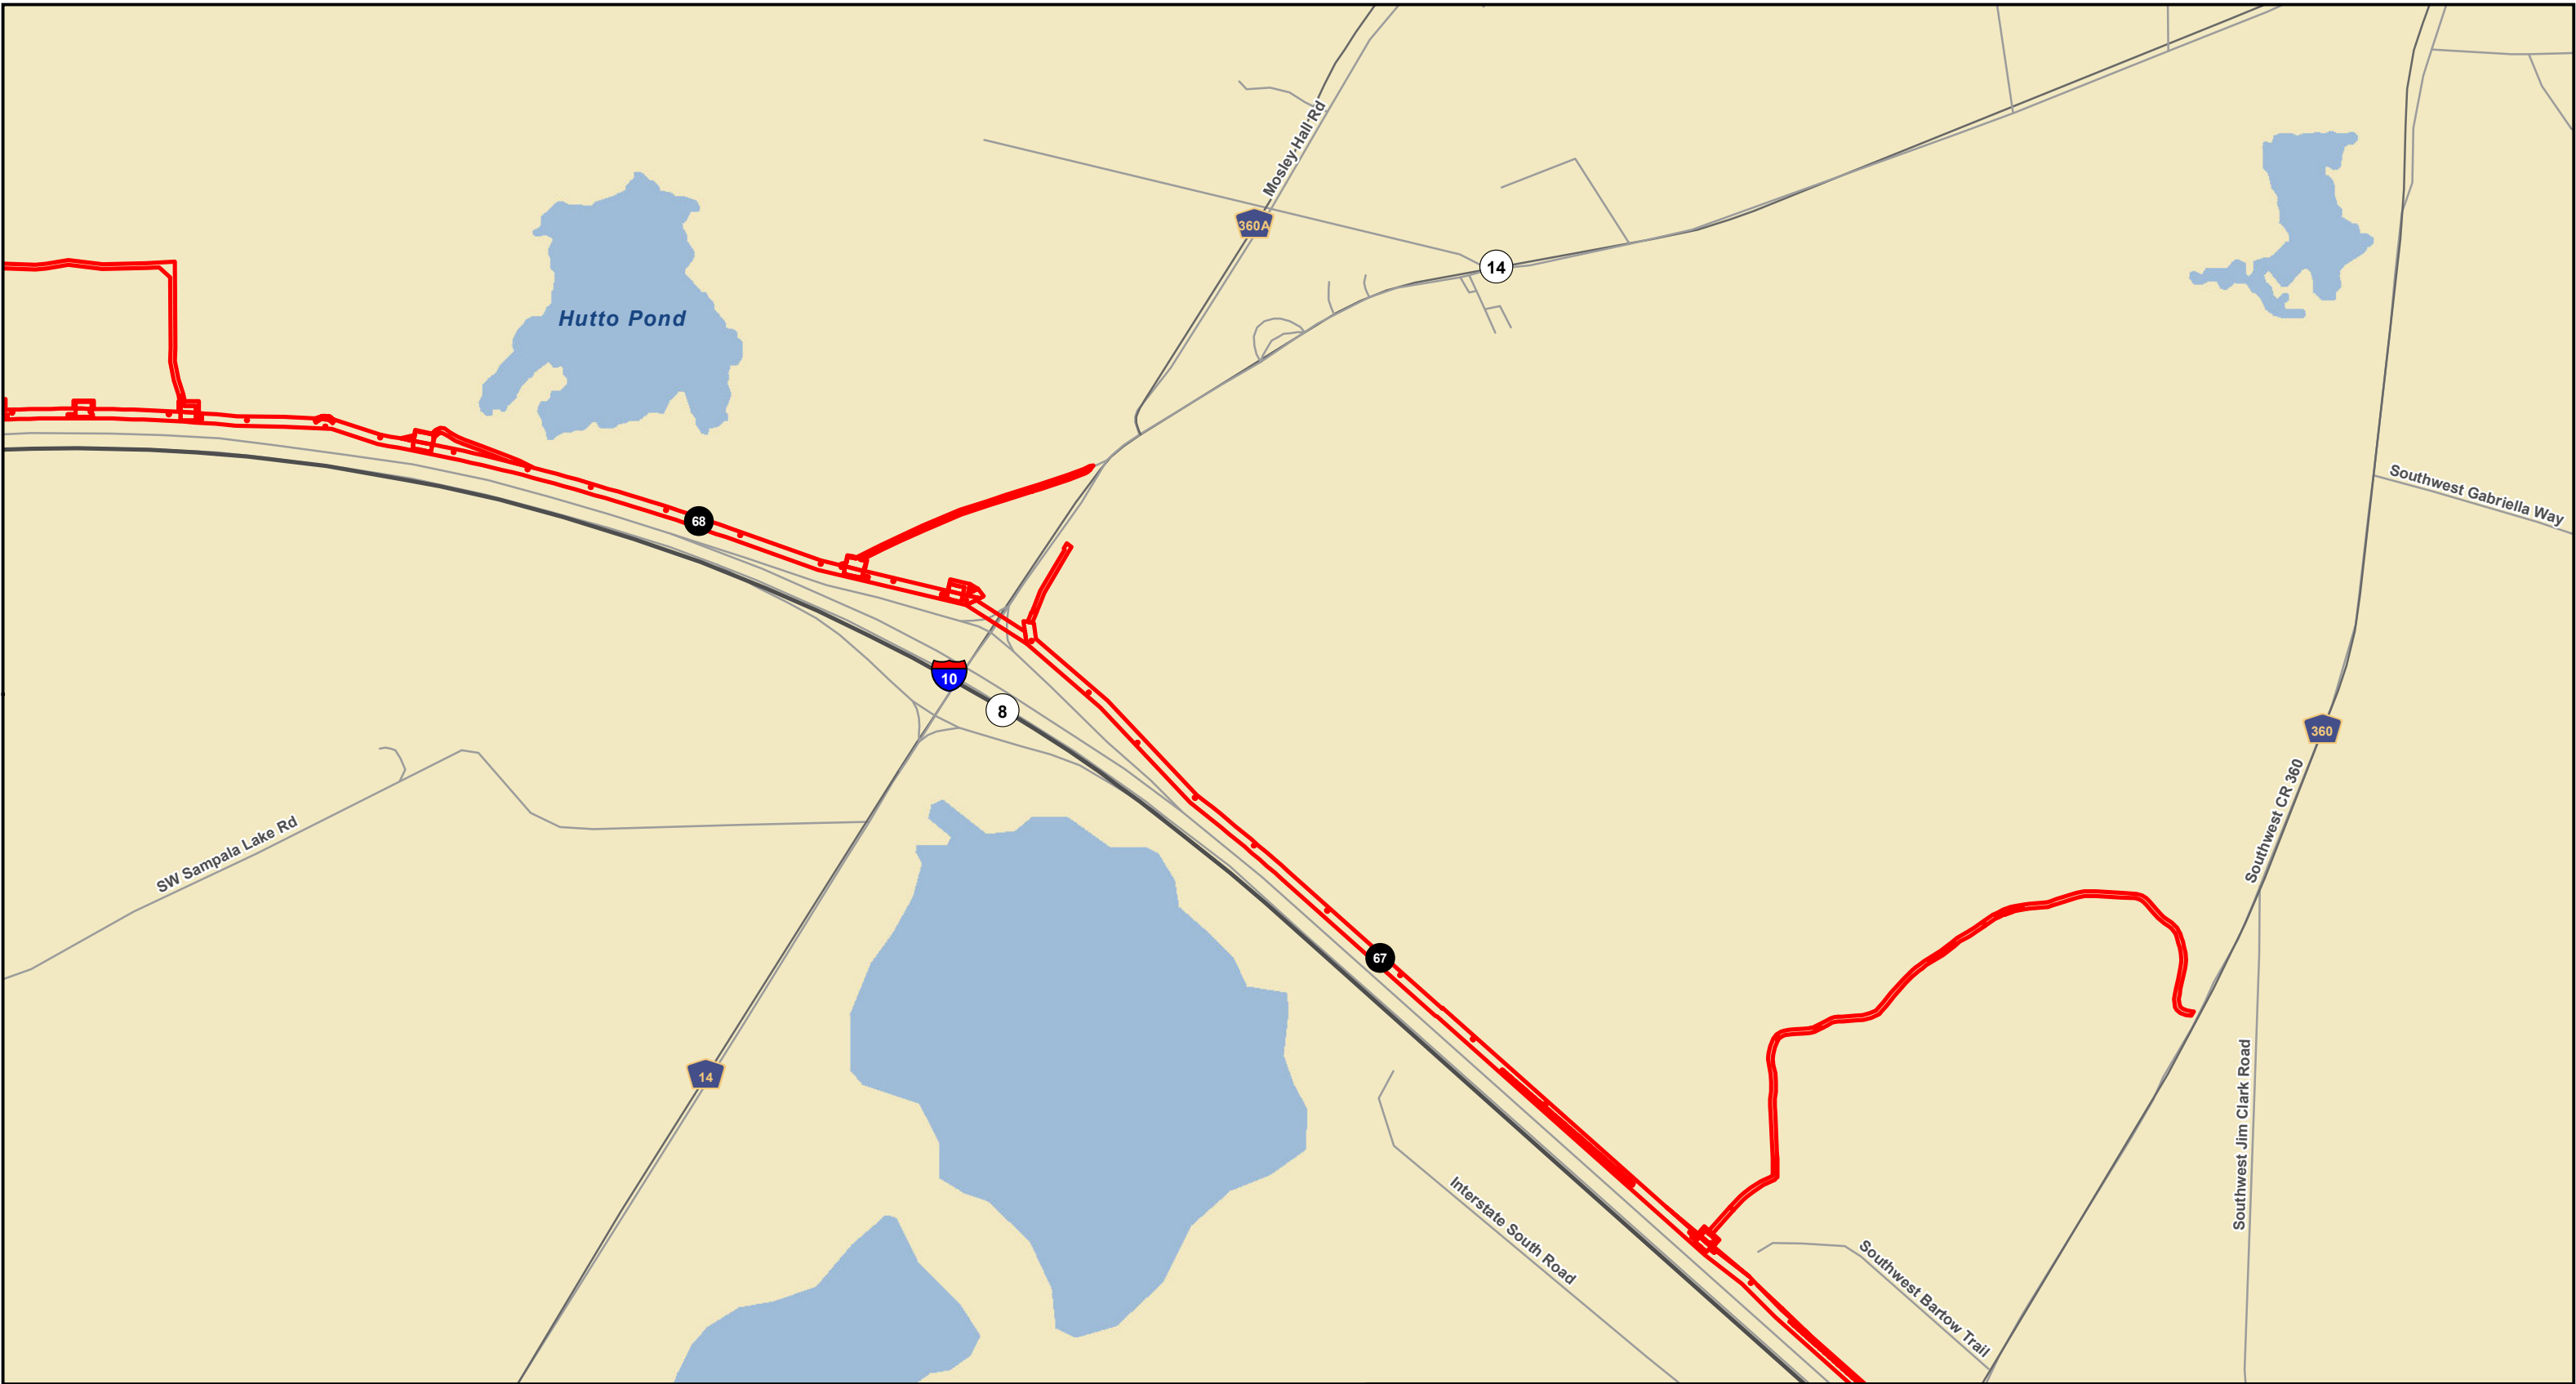 Mosley Hall Rd
360A
14
Hutto Pond
Southwest Gabriella Way
68
10
8
360
Southwest CR 360
SW Sampala Lake Rd
67
14
Southwest Jim Clark Road
Interstate South Road
Southwest Bartow Trail